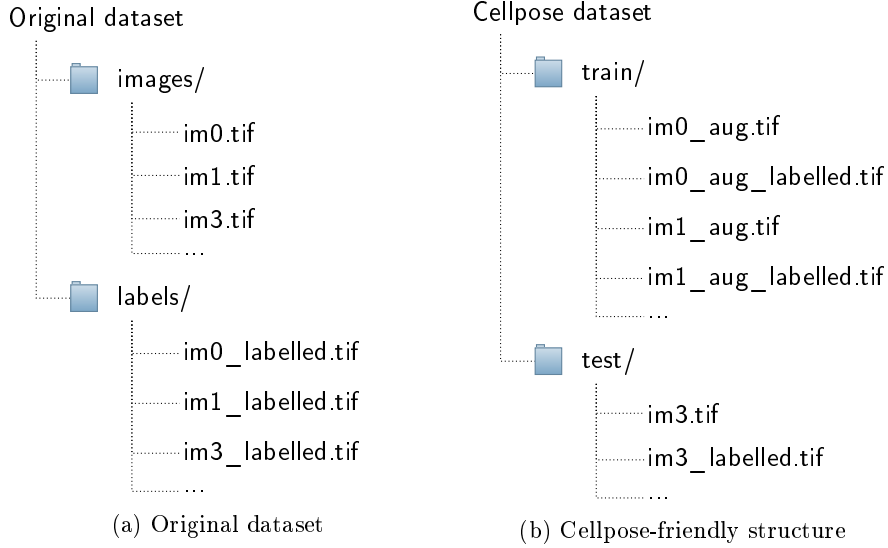 Original dataset
images/
im0.tif
im1.tif
im3.tif
...
labels/
im0_labelled.tif
im1_labelled.tif
im3_labelled.tif
...
(a) Original dataset
Cellpose dataset
train/
im0_aug.tif
im0_aug_labelled.tif
im1_aug.tif
im1_aug_labelled.tif
...
test/
im3.tif
im3_labelled.tif
...
(b) Cellpose-friendly structure